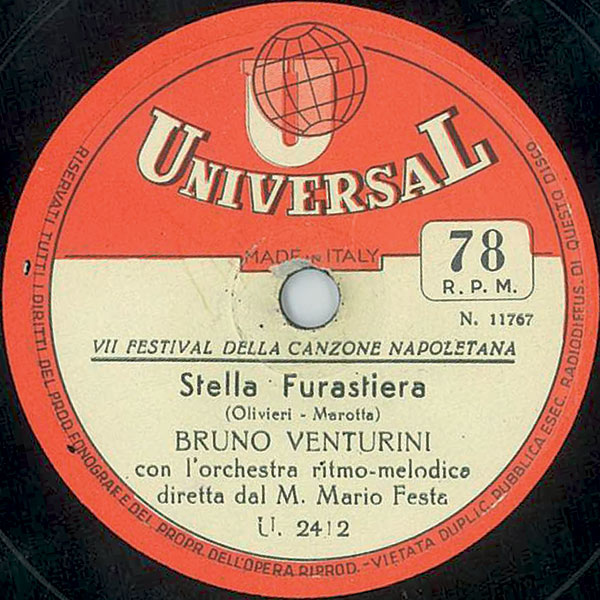 U
UNIVERSAL
MADE IN ITALY
78
R. P. M.
N. 11767
VII FESTIVAL DELLA CANZONE NAPOLETANA
Stella Furastiera
(Olivieri - Marotta)
BRUNO VENTURINI
con l'orchestra ritmo-melodica
diretta dal M. Mario Festa
U. 2412
RISERVATI TUTTI I DIRITTI DEL PROD. FONOGRAF. E DEL PROPR. DELL'OPERA RIPROD. - VIETATA DUPLIC. PUBBLICA ESEC. RADIODIFFUS. DI QUESTO DISCO